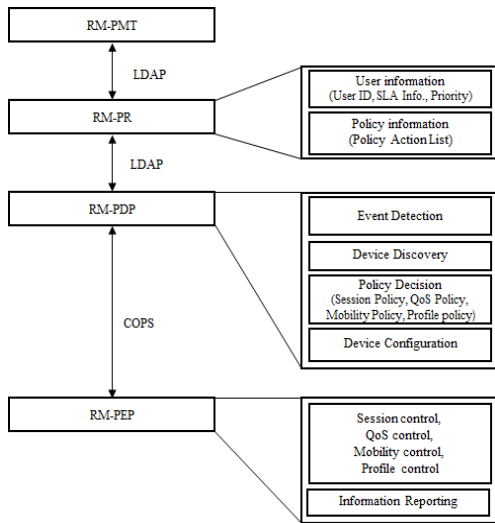 RM-PMT
LDAP
User information
(User ID, SLA Info., Priority)
RM-PR
Policy information
(Policy Action List)
LDAP
RM-PDP
Event Detection
Device Discovery
Policy Decision
(Session Policy, QoS Policy,
Mobility Policy, Profile policy)
COPS
Device Configuration
RM-PEP
Session control,
QoS control,
Mobility control,
Profile control
Information Reporting